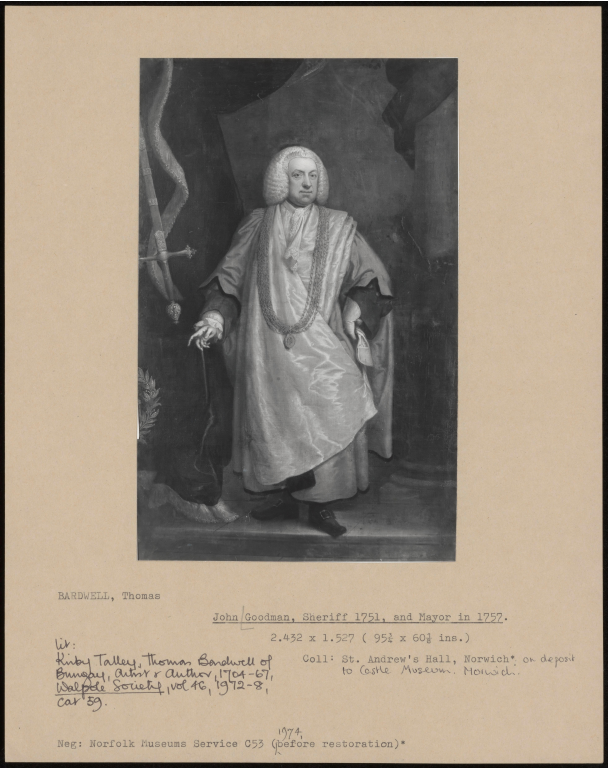 BARDWELL, Thomas
John Goodman, Sheriff 1751, and Mayor in 1757.
2.432 x 1.527 ( 95¾ x 60⅛ ins.)
Lit:
Kirby Talley, Thomas Bardwell of
Bungay, Artist & Author, 1704-67,
Walpole Society, vol 46, 1976-8,
cat 59.
Coll: St. Andrew's Hall, Norwich* on deposit
to Castle Museum. Norwich.
1974,
Neg: Norfolk Museums Service C53 (before restoration)*